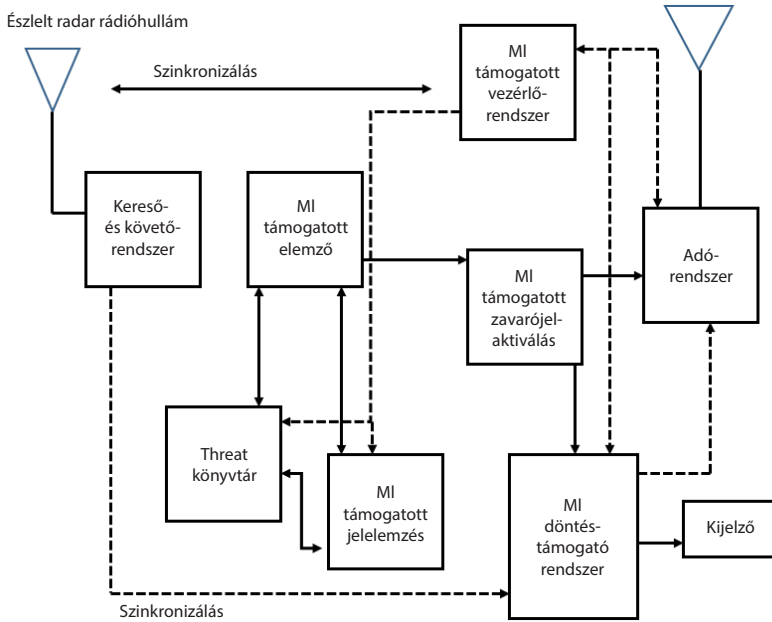 Észlelt radar rádióhullám
Szinkronizálás
MI
támogatott
vezérlő-
rendszer
Kereső-
és követő-
rendszer
MI
támogatott
elemző
MI
támogatott
zavarójel-
aktiválás
Adó-
rendszer
Threat
könyvtár
MI
támogatott
jelelemzés
MI
döntés-
támogató
rendszer
Kijelző
Szinkronizálás